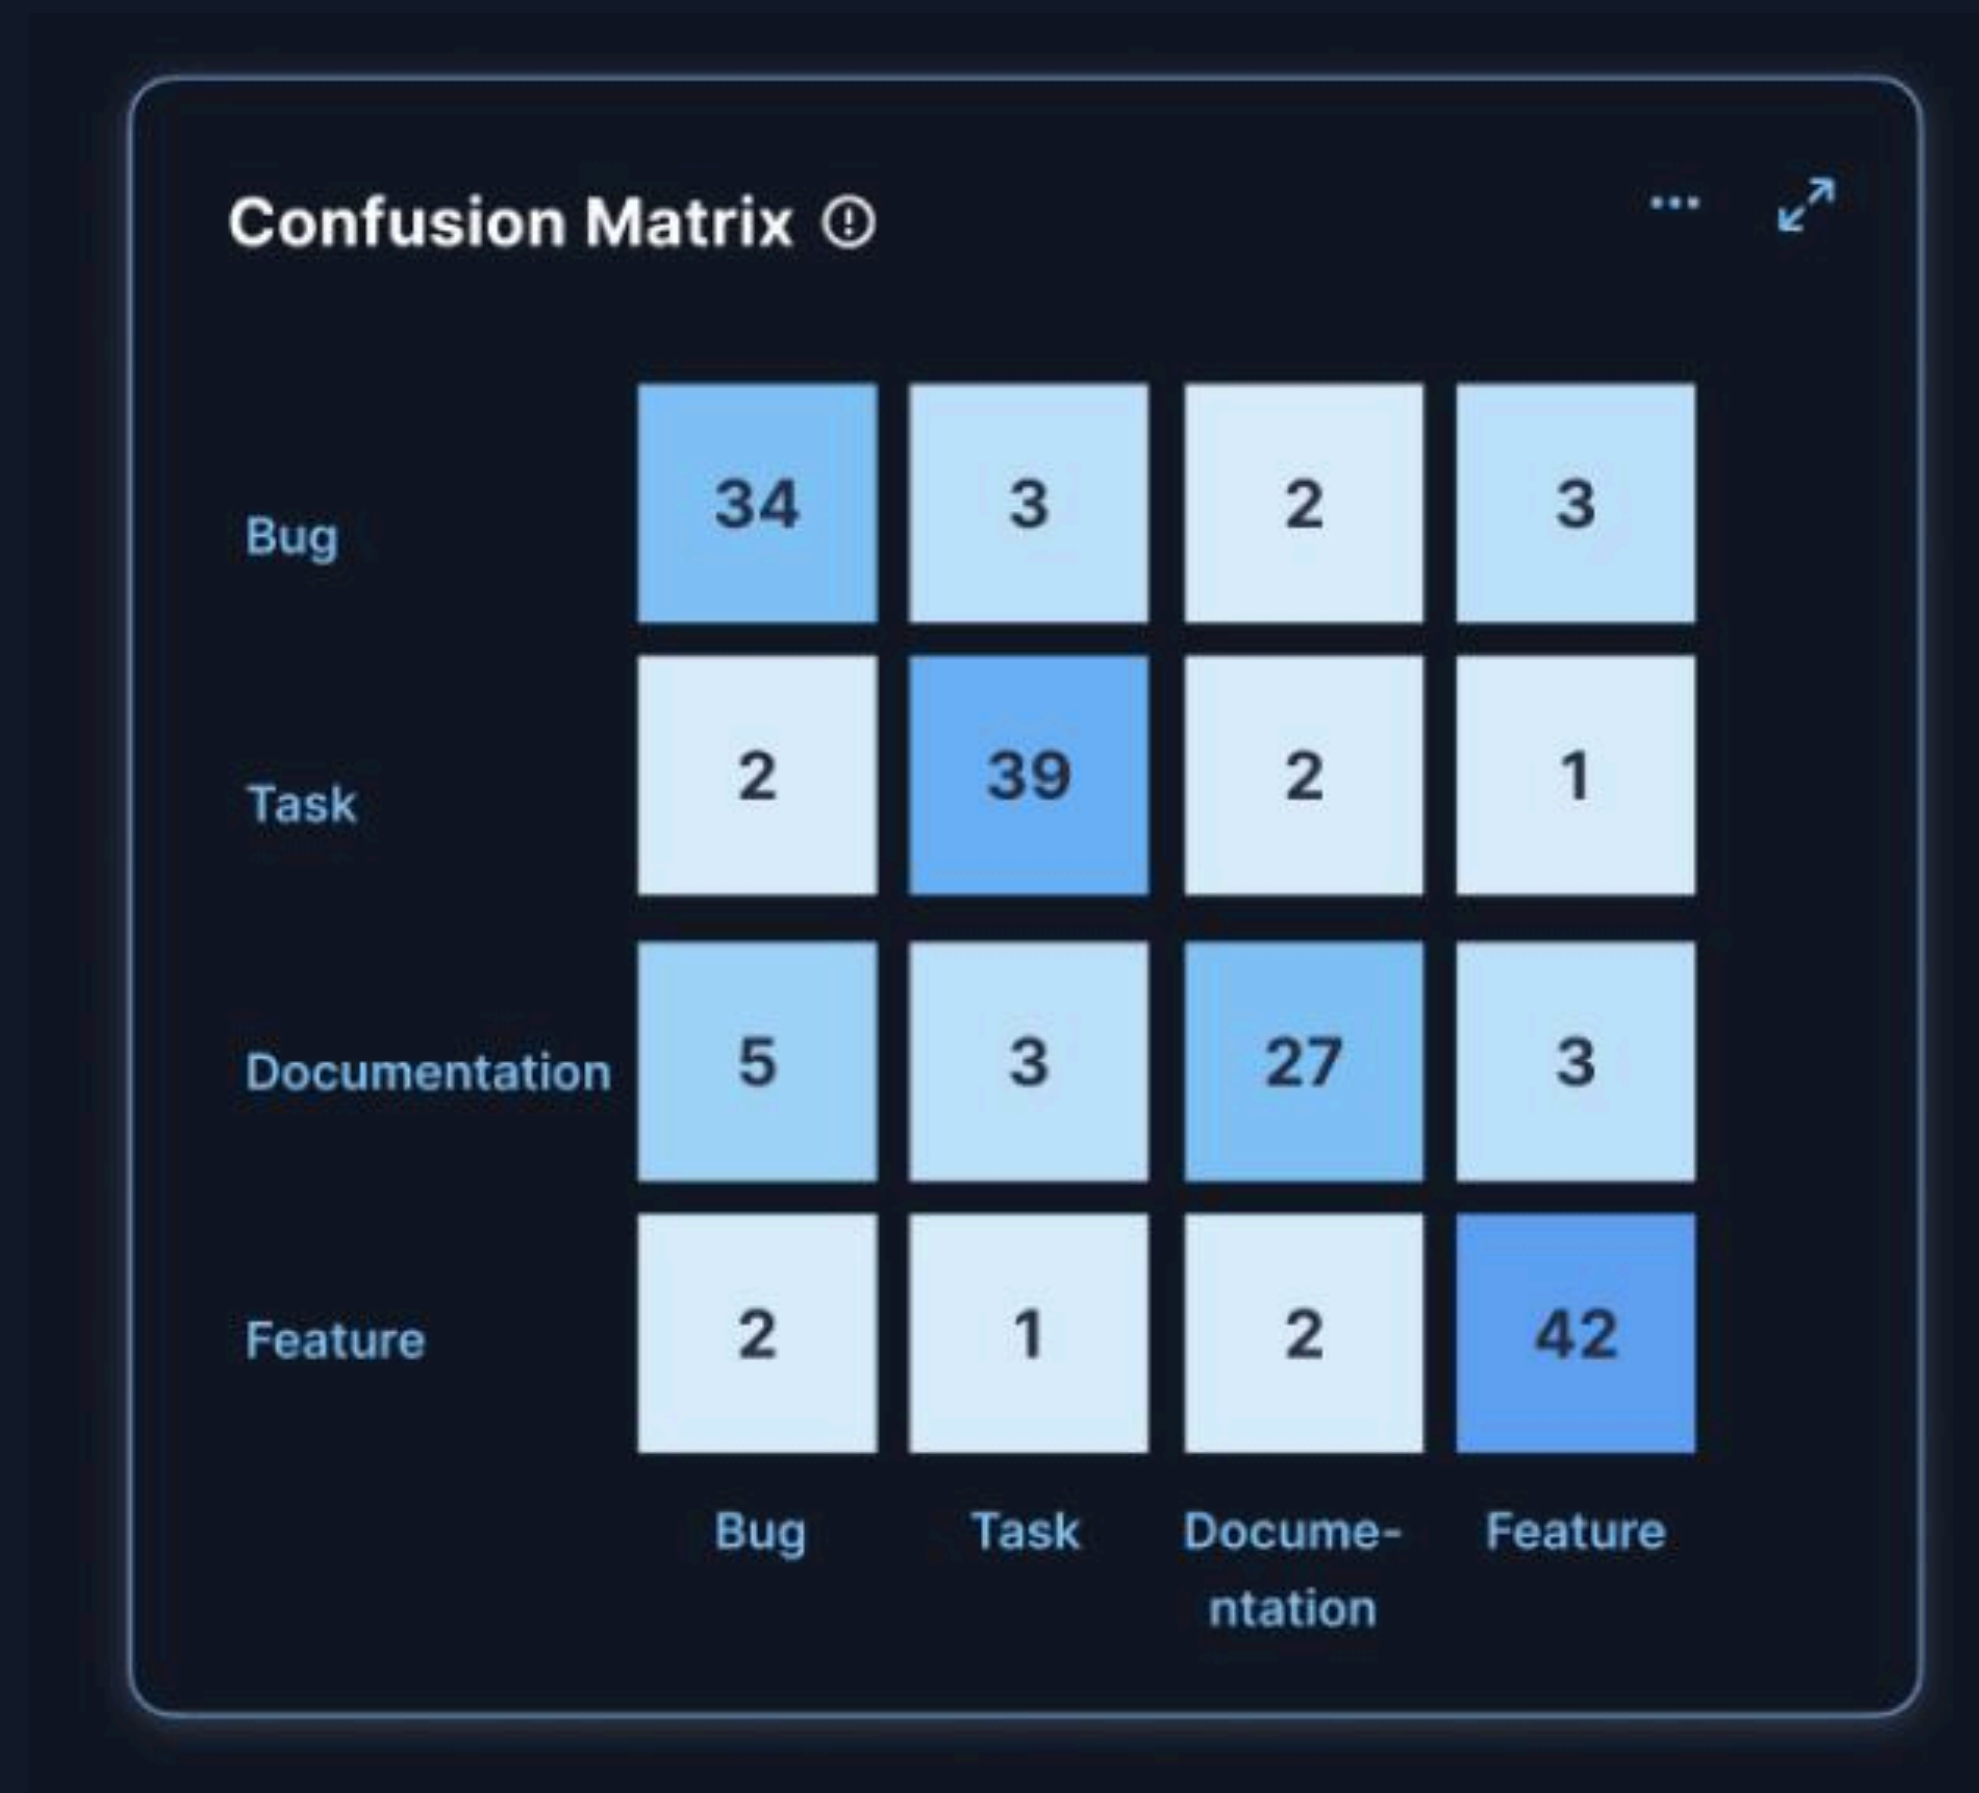 Confusion Matrix
Bug 34 3 2 3
Task 2 39 2 1
Documentation 5 3 27 3
Feature 2 1 2 42
Bug Task Docume- Feature
ntation